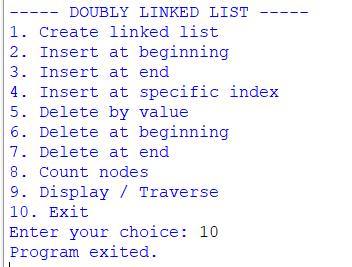 ----- DOUBLY LINKED LIST -----
1. Create linked list
2. Insert at beginning
3. Insert at end
4. Insert at specific index
5. Delete by value
6. Delete at beginning
7. Delete at end
8. Count nodes
9. Display / Traverse
10. Exit
Enter your choice: 10
Program exited.